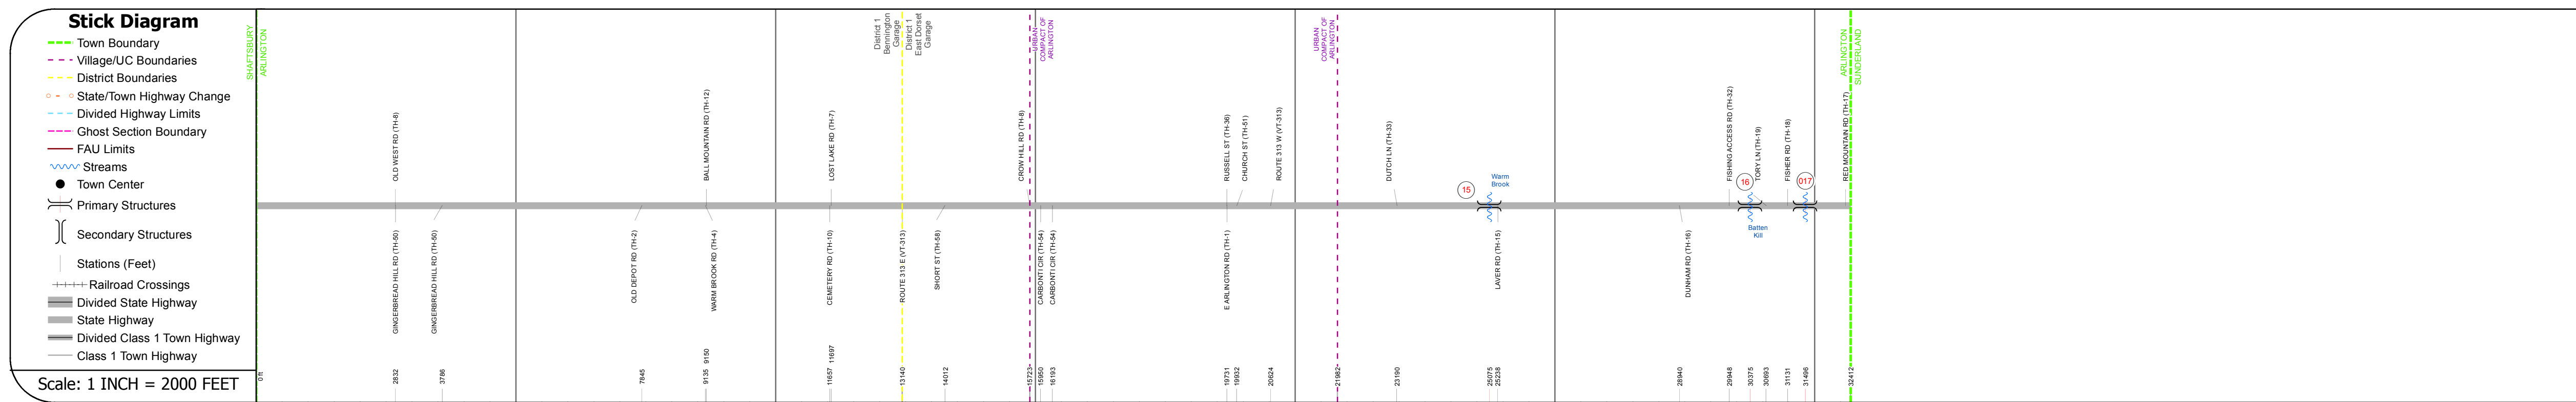 Stick Diagram
Town Boundary
Village/UC Boundaries
District Boundaries
State/Town Highway Change
Divided Highway Limits
Ghost Section Boundary
FAU Limits
Streams
Town Center
Primary Structures
Secondary Structures
Stations (Feet)
Railroad Crossings
Divided State Highway
State Highway
Divided Class 1 Town Highway
Class 1 Town Highway
Scale: 1 INCH = 2000 FEET
SHAFTSBURY
ARLINGTON
District 1
Bennington
Garage
District 1
East Dorset
Garage
URBAN
COMPACT OF
ARLINGTON
URBAN
COMPACT OF
ARLINGTON
ARLINGTON
SUNDERLAND
OLD WEST RD (TH-8)
BALL MOUNTAIN RD (TH-12)
LOST LAKE RD (TH-7)
CROW HILL RD (TH-8)
RUSSELL ST (TH-36)
CHURCH ST (TH-51)
ROUTE 313 W (VT-313)
DUTCH LN (TH-33)
FISHING ACCESS RD (TH-32)
TORY LN (TH-19)
FISHER RD (TH-18)
RED MOUNTAIN RD (TH-17)
15
Warm
Brook
16
017
Batten
Kill
GINGERBREAD HILL RD (TH-50)
GINGERBREAD HILL RD (TH-50)
OLD DEPOT RD (TH-2)
WARM BROOK RD (TH-4)
CEMETERY RD (TH-10)
ROUTE 313 E (VT-313)
SHORT ST (TH-58)
CARBONTI CIR (TH-54)
CARBONTI CIR (TH-54)
E ARLINGTON RD (TH-1)
LAVER RD (TH-15)
DUNHAM RD (TH-16)
0 ft
2832
3786
7845
9135
9150
11657
11697
13140
14012
15723
15950
16193
19731
19932
20624
21982
23190
25075
25238
28940
29948
30375
30693
31131
31496
32412